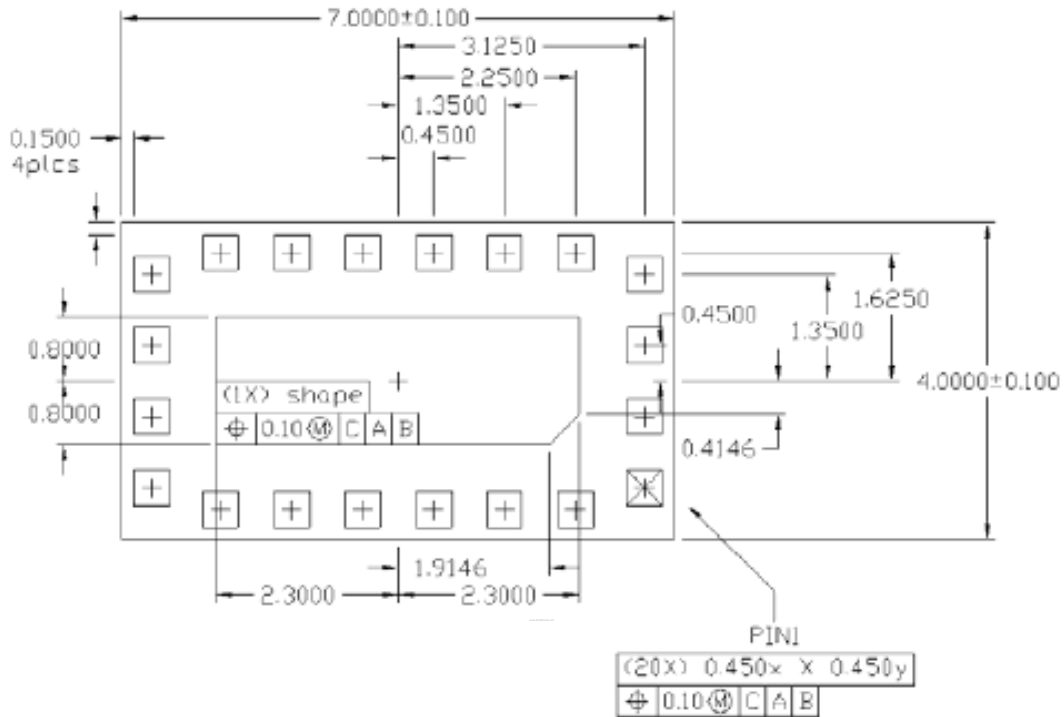 7.0000±0.100
3.1250
2.2500
1.3500
0.4500
0.1500
4plcs
1.6250
0.4500
1.3500
0.8000
4.0000±0.100
(1X) shape
0.8000
⌖ 0.10 Ⓜ C A B
0.4146
1.9146
2.3000 2.3000
PIN1
(20X) 0.450x X 0.450y
⌖ 0.10 Ⓜ C A B